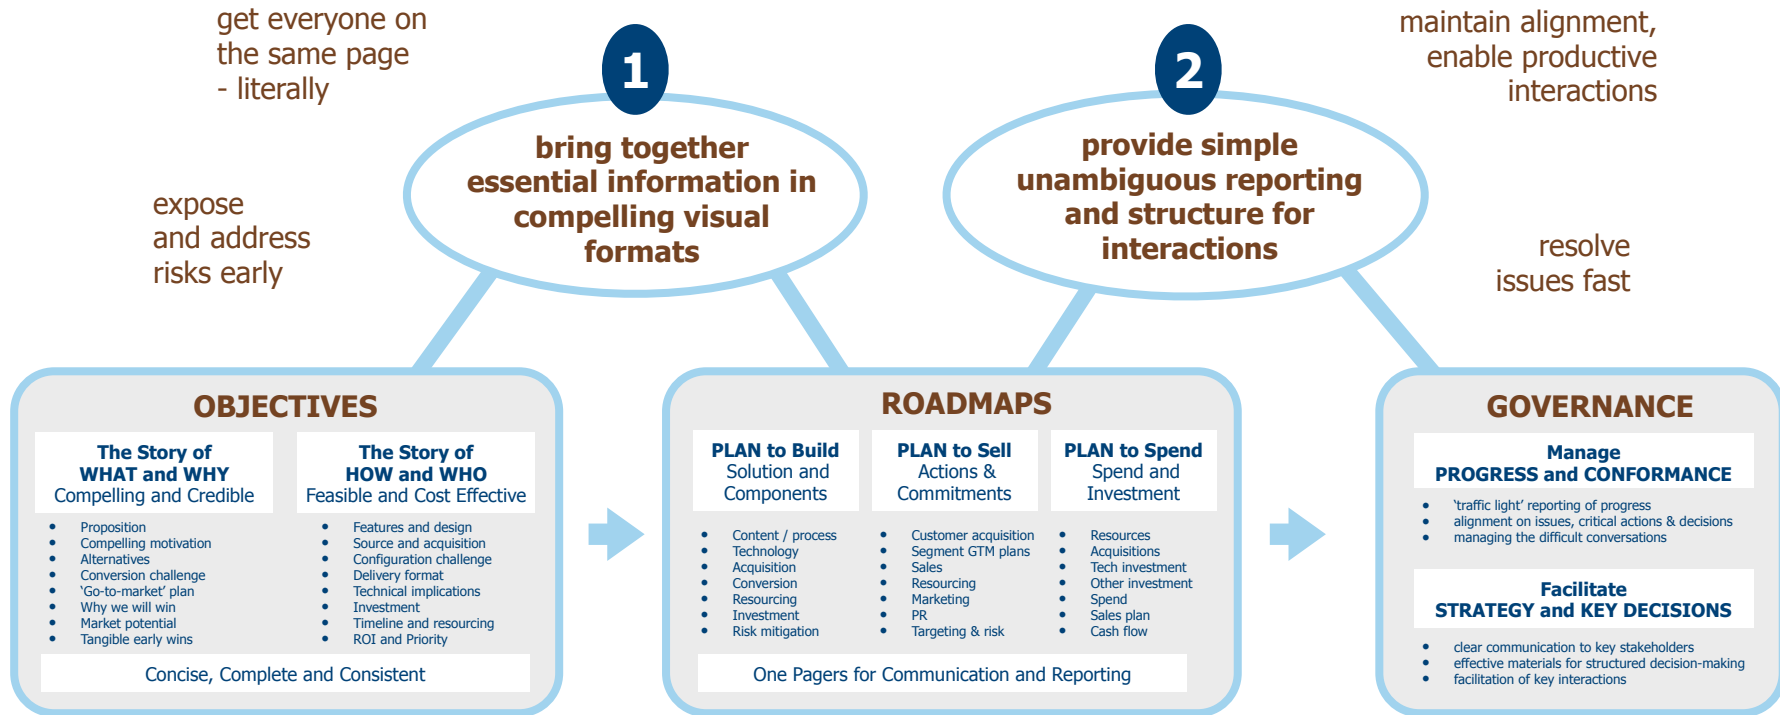 get everyone on
the same page
- literally
1
2
maintain alignment,
enable productive
interactions
bring together
essential information in
compelling visual
formats
provide simple
unambiguous reporting
and structure for
interactions
expose
and address
risks early
resolve
issues fast
OBJECTIVES
The Story of
WHAT and WHY
Compelling and Credible
• Proposition
• Compelling motivation
• Alternatives
• Conversion challenge
• ‘Go-to-market’ plan
• Why we will win
• Market potential
• Tangible early wins
The Story of
HOW and WHO
Feasible and Cost Effective
• Features and design
• Source and acquisition
• Configuration challenge
• Delivery format
• Technical implications
• Investment
• Timeline and resourcing
• ROI and Priority
Concise, Complete and Consistent
ROADMAPS
PLAN to Build
Solution and
Components
• Content / process
• Technology
• Acquisition
• Conversion
• Resourcing
• Investment
• Risk mitigation
PLAN to Sell
Actions &
Commitments
• Customer acquisition
• Segment GTM plans
• Sales
• Resourcing
• Marketing
• PR
• Targeting & risk
PLAN to Spend
Spend and
Investment
• Resources
• Acquisitions
• Tech investment
• Other investment
• Spend
• Sales plan
• Cash flow
One Pagers for Communication and Reporting
GOVERNANCE
Manage
PROGRESS and CONFORMANCE
• ‘traffic light’ reporting of progress
• alignment on issues, critical actions & decisions
• managing the difficult conversations
Facilitate
STRATEGY and KEY DECISIONS
• clear communication to key stakeholders
• effective materials for structured decision-making
• facilitation of key interactions